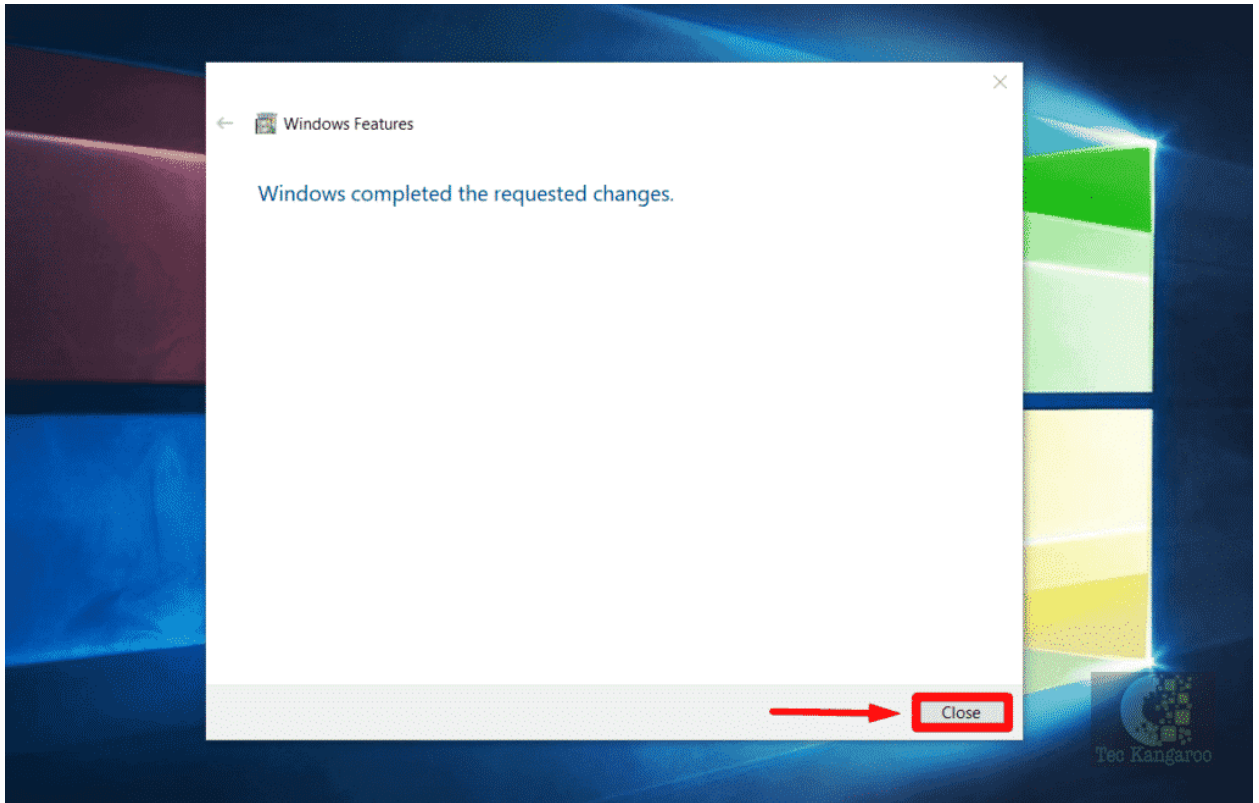 Windows Features
Windows completed the requested changes.
Close
Tec Kangaroo